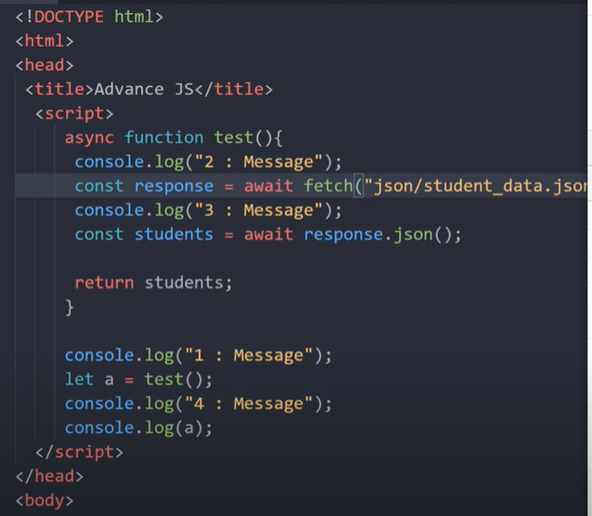 <!DOCTYPE html>
<html>
<head>
<title>Advance JS</title>
<script>
async function test(){
console.log("2 : Message");
const response = await fetch("json/student_data.json
console.log("3 : Message");
const students = await response.json();
return students;
}
console.log("1 : Message");
let a = test();
console.log("4 : Message");
console.log(a);
</script>
</head>
<body>